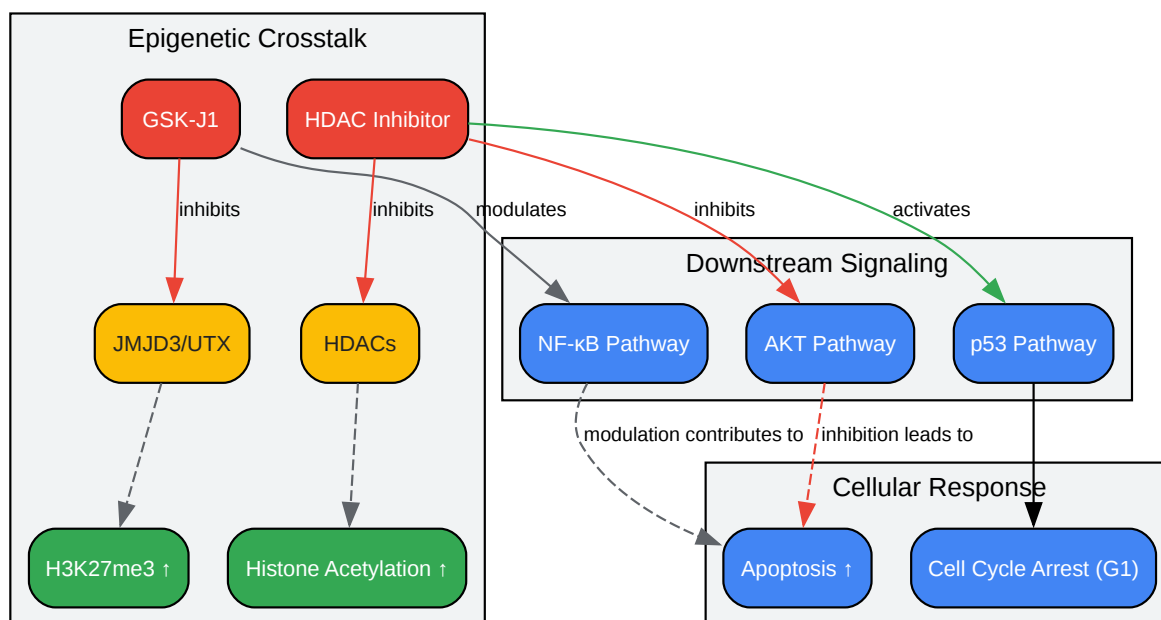 Epigenetic Crosstalk
GSK-J1
HDAC Inhibitor
inhibits
inhibits
modulates
inhibits
activates
Downstream Signaling
JMJD3/UTX
HDACs
NF-κB Pathway
AKT Pathway
p53 Pathway
modulation contributes to
inhibition leads to
Cellular Response
H3K27me3 ↑
Histone Acetylation ↑
Apoptosis ↑
Cell Cycle Arrest (G1)